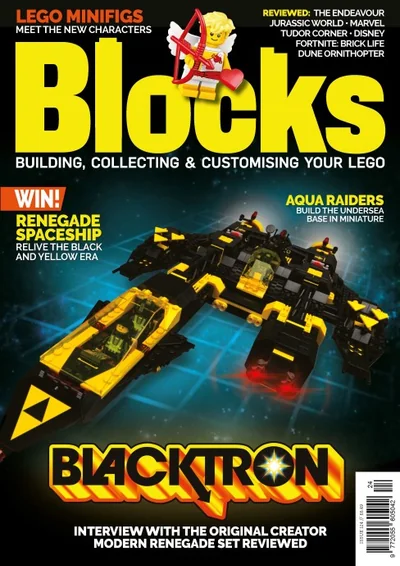 LEGO MINIFIGS
MEET THE NEW CHARACTERS
REVIEWED: THE ENDEAVOUR
JURASSIC WORLD • MARVEL
TUDOR CORNER • DISNEY
FORTNITE: BRICK LIFE
DUNE ORNITHOPTER
Blocks
BUILDING, COLLECTING & CUSTOMISING YOUR LEGO
WIN!
RENEGADE
SPACESHIP
RELIVE THE BLACK
AND YELLOW ERA
AQUA RAIDERS
BUILD THE UNDERSEA
BASE IN MINIATURE
BLACKTRON
INTERVIEW WITH THE ORIGINAL CREATOR
MODERN RENEGADE SET REVIEWED
24